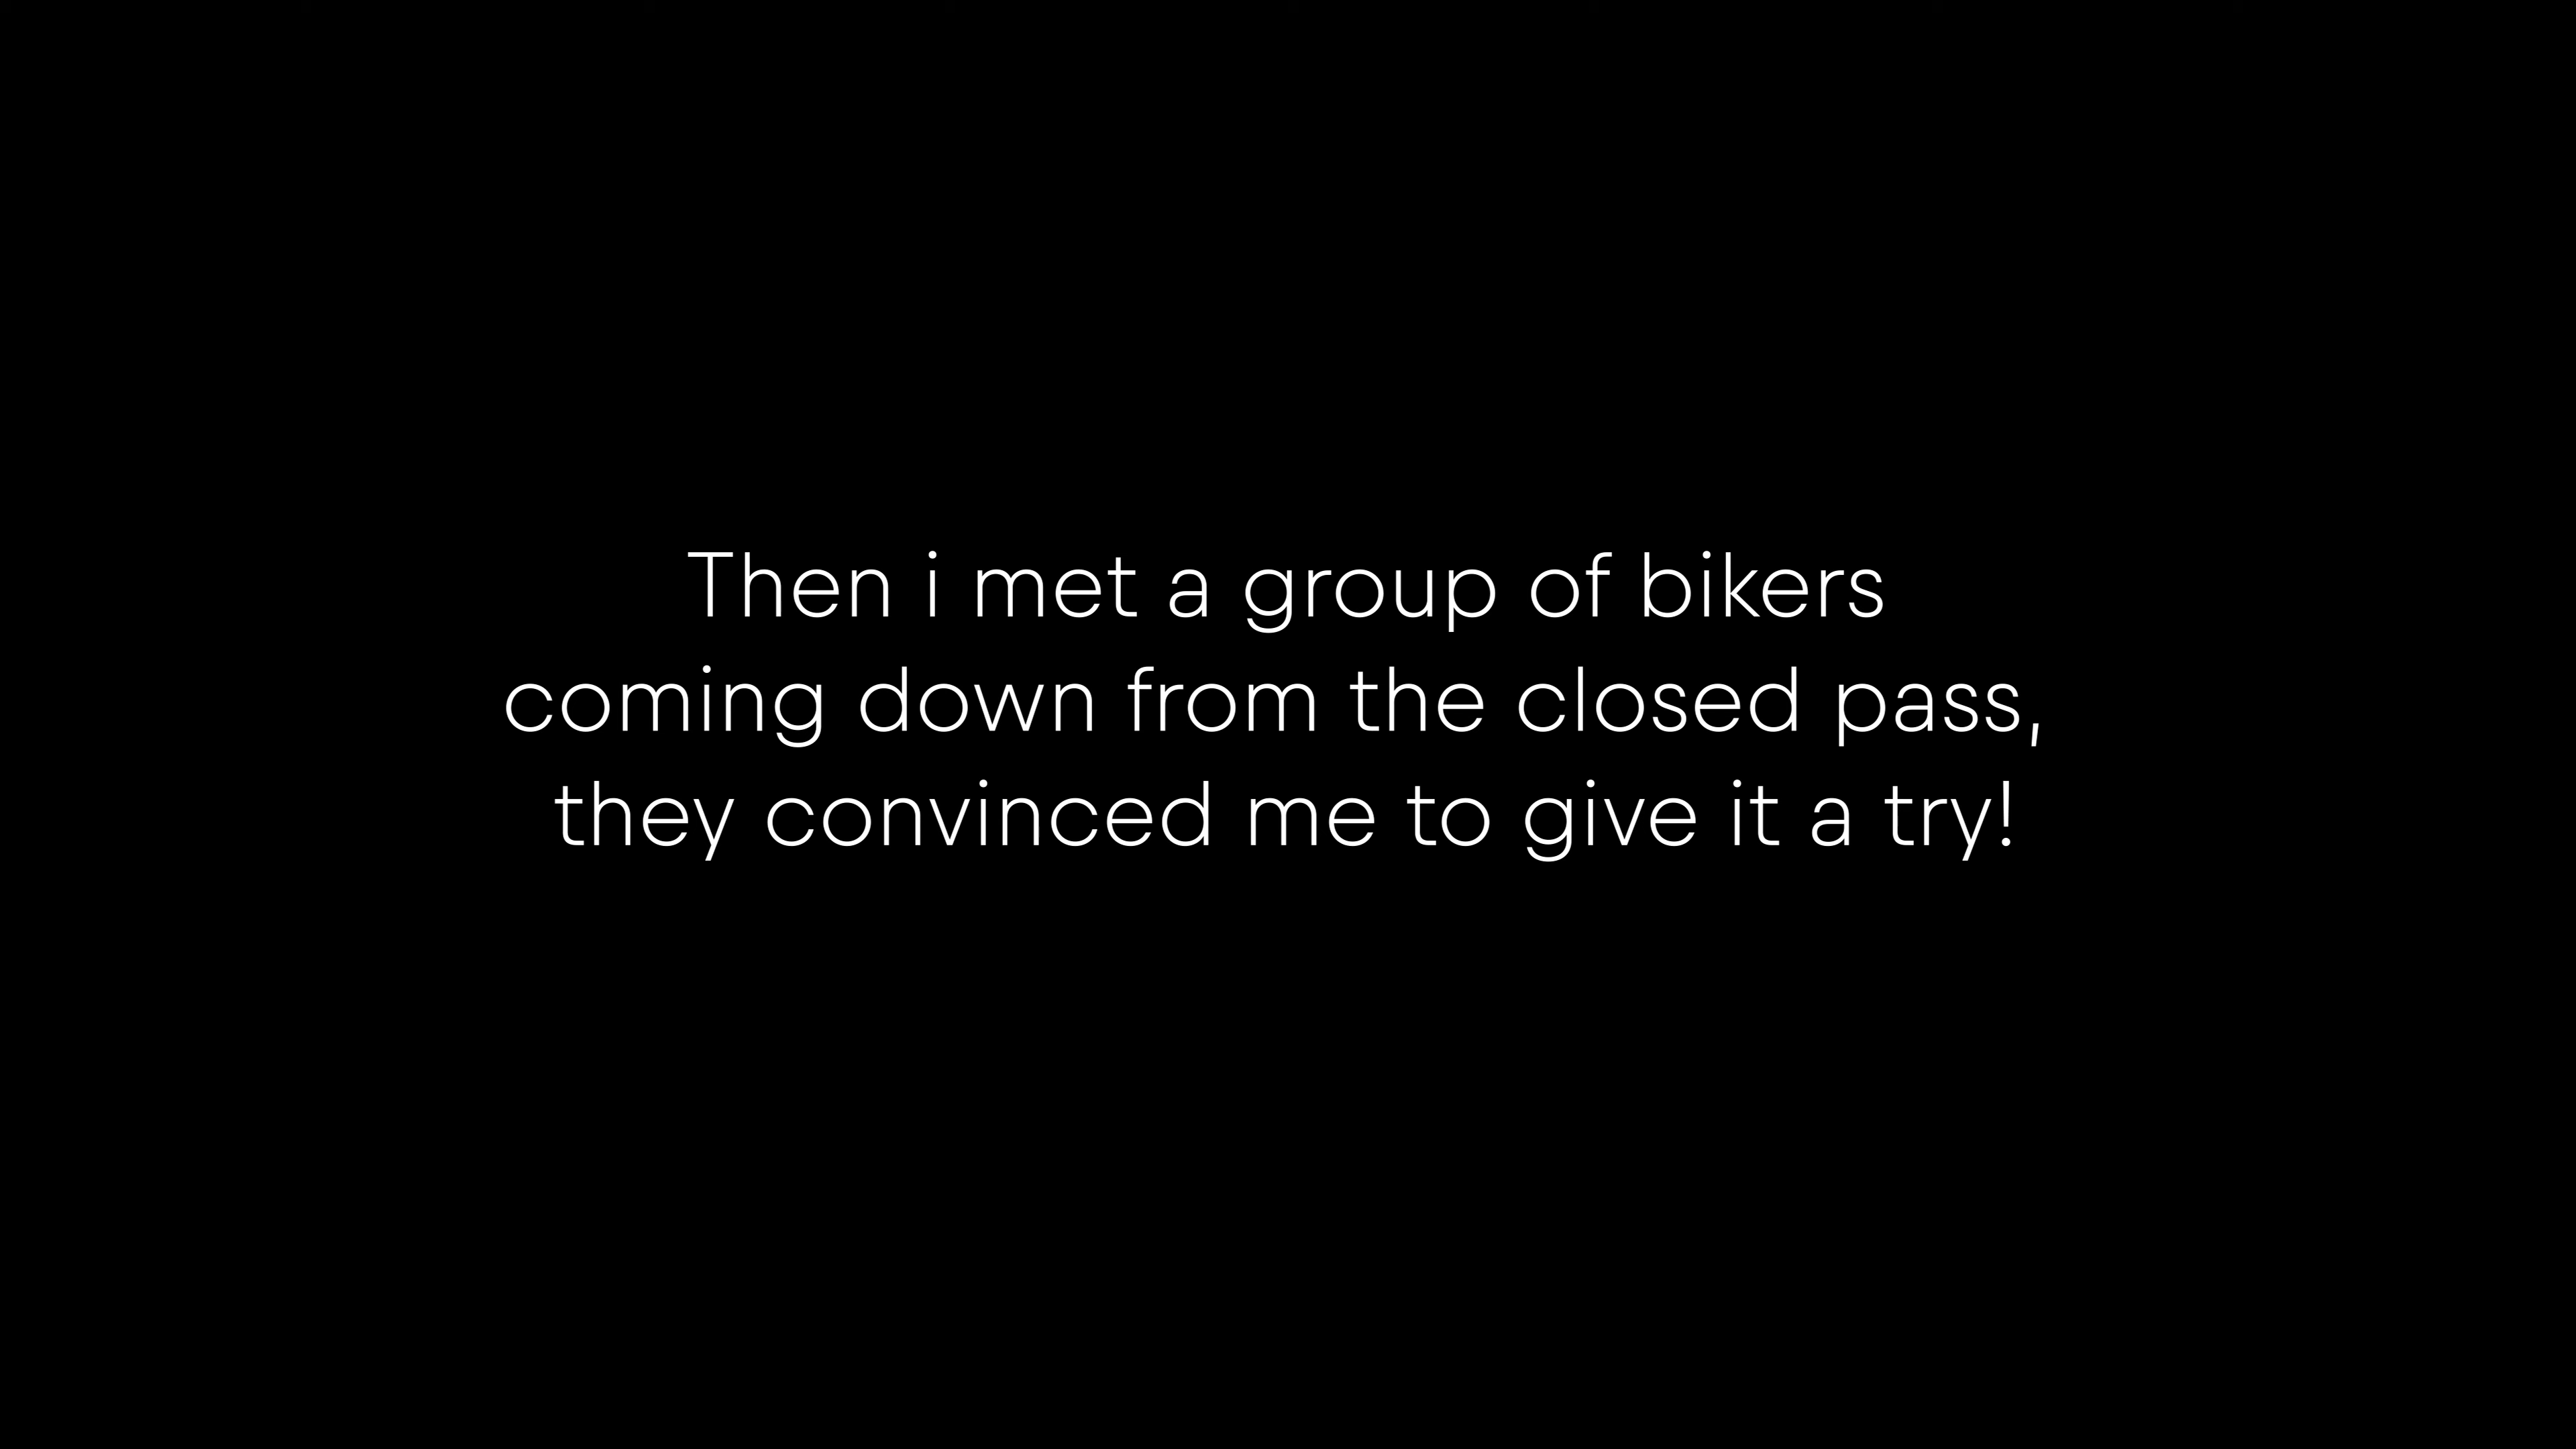 Then i met a group of bikers
coming down from the closed pass,
they convinced me to give it a try!